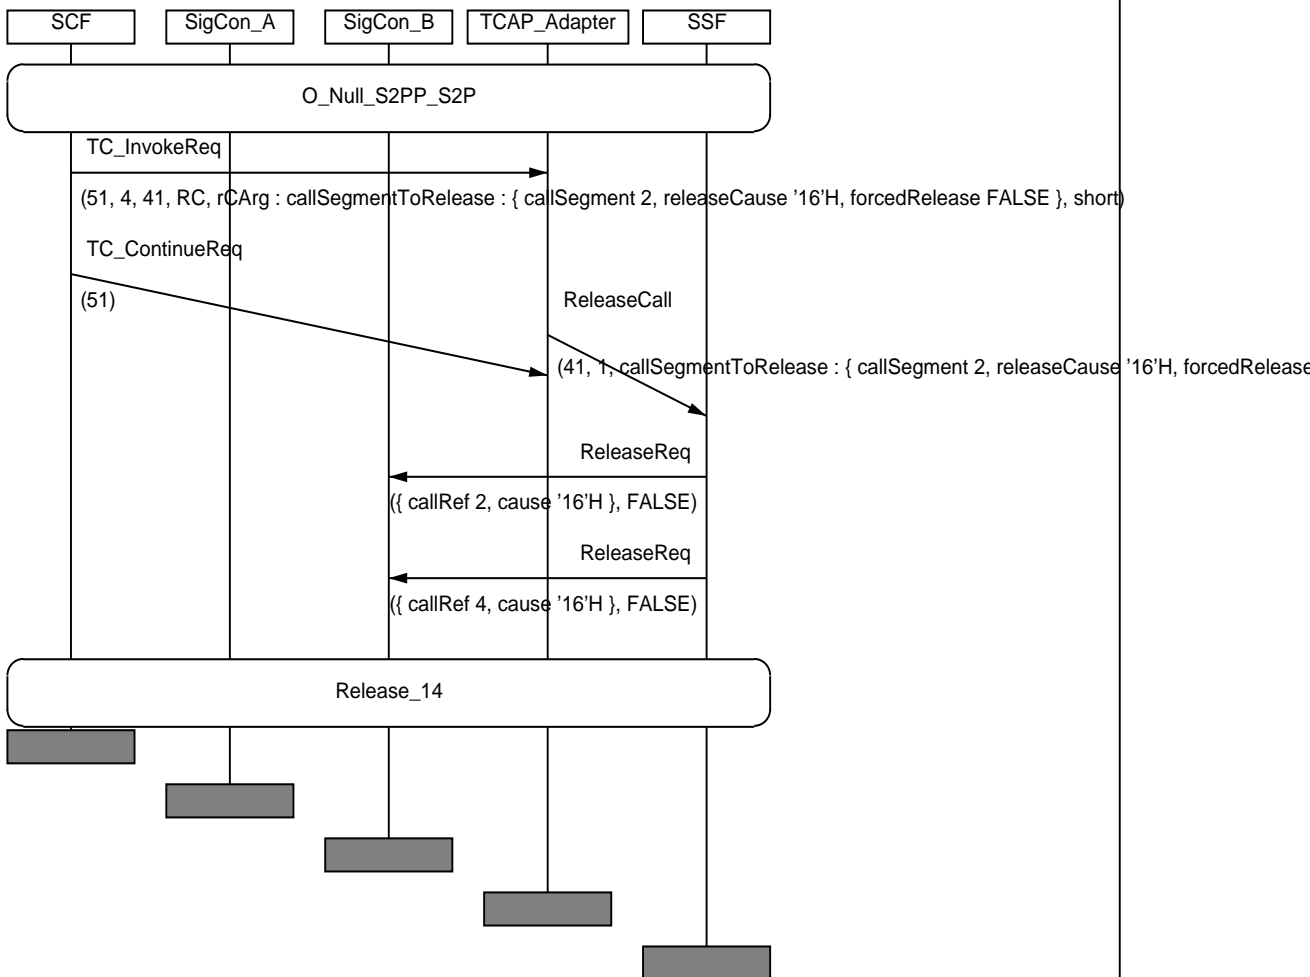 SCF SigCon_A SigCon_B TCAP_Adapter SSF
O_Null_S2PP_S2P
TC_InvokeReq
(51, 4, 41, RC, rCArg : callSegmentToRelease : { callSegment 2, releaseCause '16'H, forcedRelease FALSE }, short)
TC_ContinueReq
(51)
ReleaseCall
(41, 1, callSegmentToRelease : { callSegment 2, releaseCause '16'H, forcedRelease
ReleaseReq
({ callRef 2, cause '16'H }, FALSE)
ReleaseReq
({ callRef 4, cause '16'H }, FALSE)
Release_14